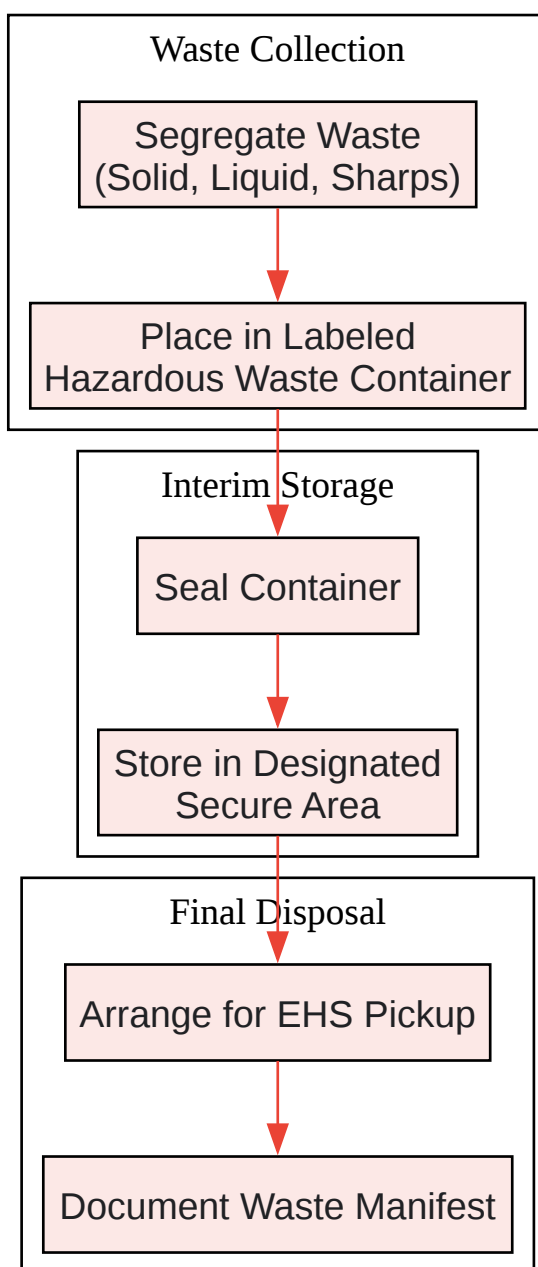 Waste Collection
Segregate Waste
(Solid, Liquid, Sharps)
Place in Labeled
Hazardous Waste Container
Interim Storage
Seal Container
Store in Designated
Secure Area
Final Disposal
Arrange for EHS Pickup
Document Waste Manifest